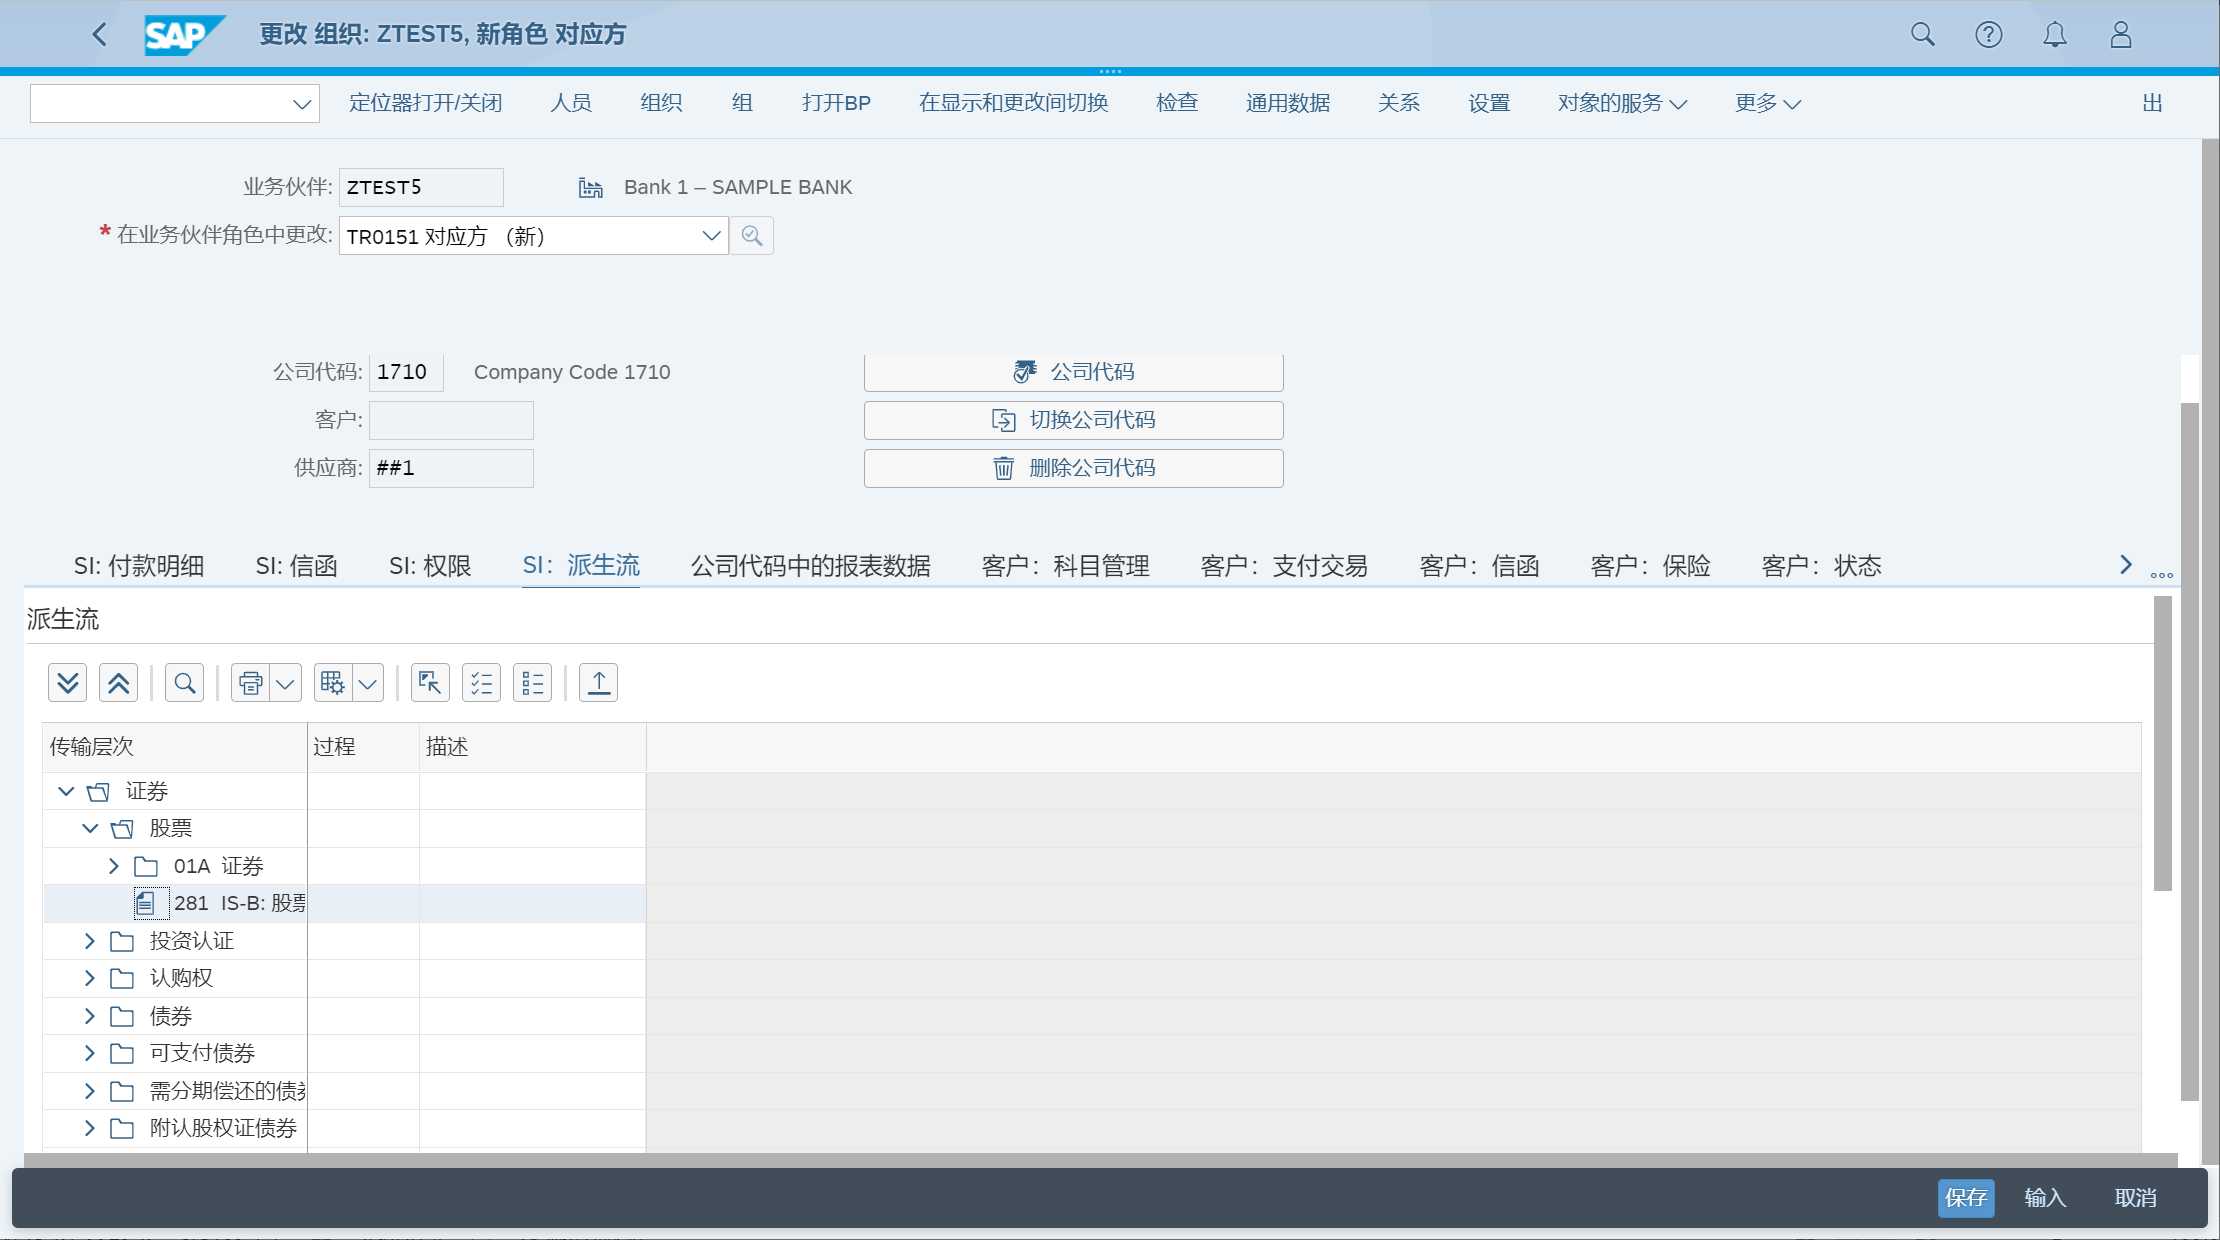 SAP 更改 组织: ZTEST5, 新角色 对应方
定位器打开/关闭 人员 组织 组 打开BP 在显示和更改间切换 检查 通用数据 关系 设置 对象的服务 更多 出
业务伙伴: ZTEST5 Bank 1 – SAMPLE BANK
* 在业务伙伴角色中更改: TR0151 对应方 （新）
公司代码: 1710 Company Code 1710 公司代码
客户: 切换公司代码
供应商: ##1 删除公司代码
SI: 付款明细 SI: 信函 SI: 权限 SI：派生流 公司代码中的报表数据 客户：科目管理 客户：支付交易 客户：信函 客户：保险 客户：状态
派生流
传输层次 过程 描述
证券
股票
01A 证券
281 IS-B: 股票
投资认证
认购权
债券
可支付债券
需分期偿还的债券
附认股权证债券
保存 输入 取消